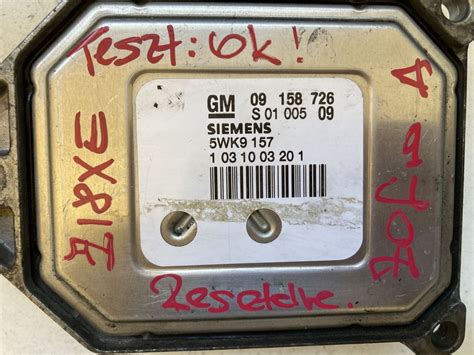 Teszt: ok!
GM 09 158 726
S 01 005 09
SIEMENS
5WK9 157
1 03 10 03 20 1
Z18XE
Resetelve.